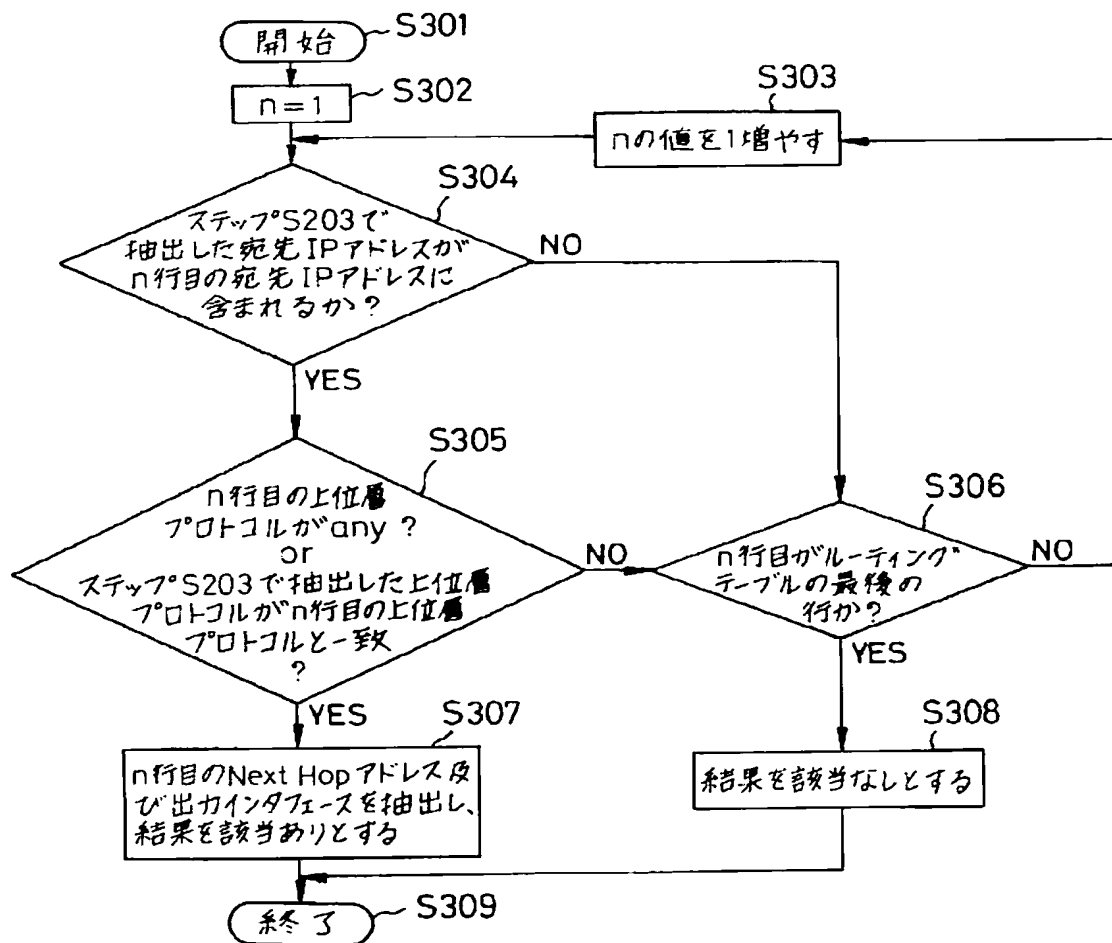 開始
S301
n=1
S302
S303
nの値を1増やす
S304
ステップS203で
抽出した宛先IPアドレスが
n行目の宛先IPアドレスに
含まれるか?
NO
YES
S305
n行目の上位層
プロトコルがany?
or
ステップS203で抽出した上位層
プロトコルがn行目の上位層
プロトコルと一致
?
NO
YES
S306
n行目がルーティング
テーブルの最後の
行か?
NO
YES
S307
n行目のNext Hopアドレス及
び出力インタフェースを抽出し、
結果を該当ありとする
S308
結果を該当なしとする
終了
S309